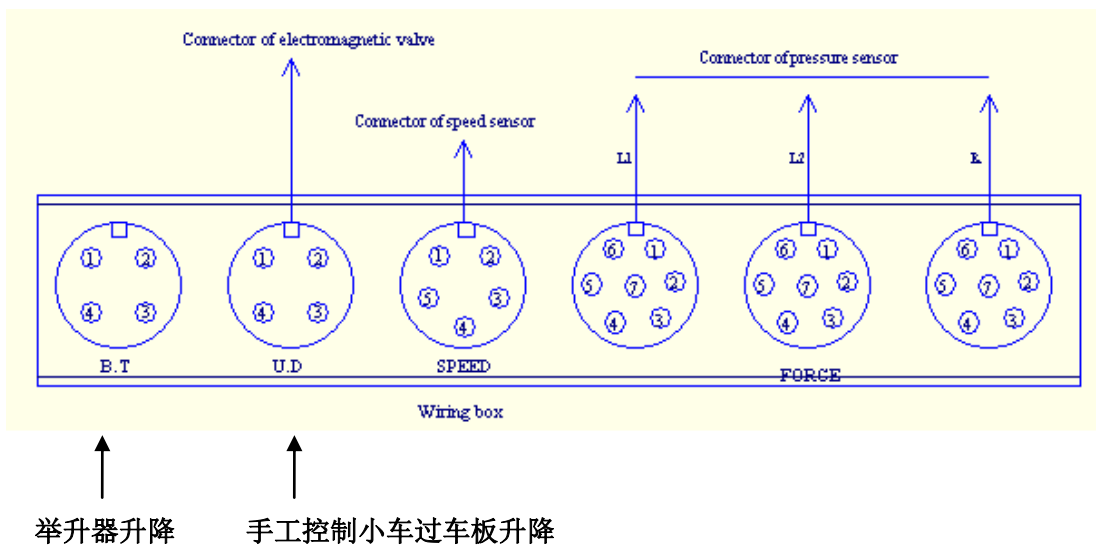 Connector of electromagnetic valve
Connector of pressure sensor
Connector of speed sensor
L1 L2 R
1 2 1 2 1 2 6 1 6 1 6 1
5 3 5 7 2 5 7 2 5 7 2
4 3 4 3 4 4 3 4 3 4 3
B.T U.D SPEED FORCE
Wiring box
举升器升降 手工控制小车过车板升降